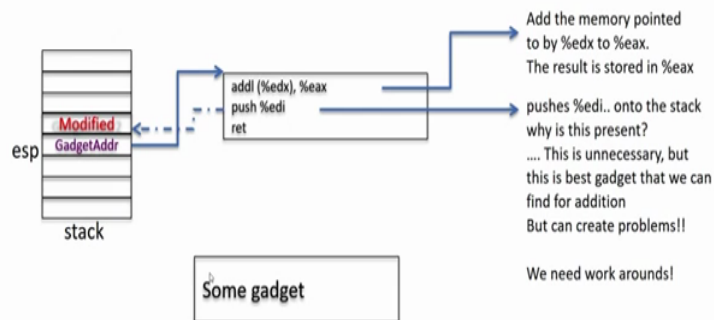 Add the memory pointed
to by %edx to %eax.
The result is stored in %eax
addl (%edx), %eax
push %edi
ret
pushes %edi.. onto the stack
why is this present?
.... This is unnecessary, but
this is best gadget that we can
find for addition
But can create problems!!
We need work arounds!
Modified
GadgetAddr
esp
stack
Some gadget